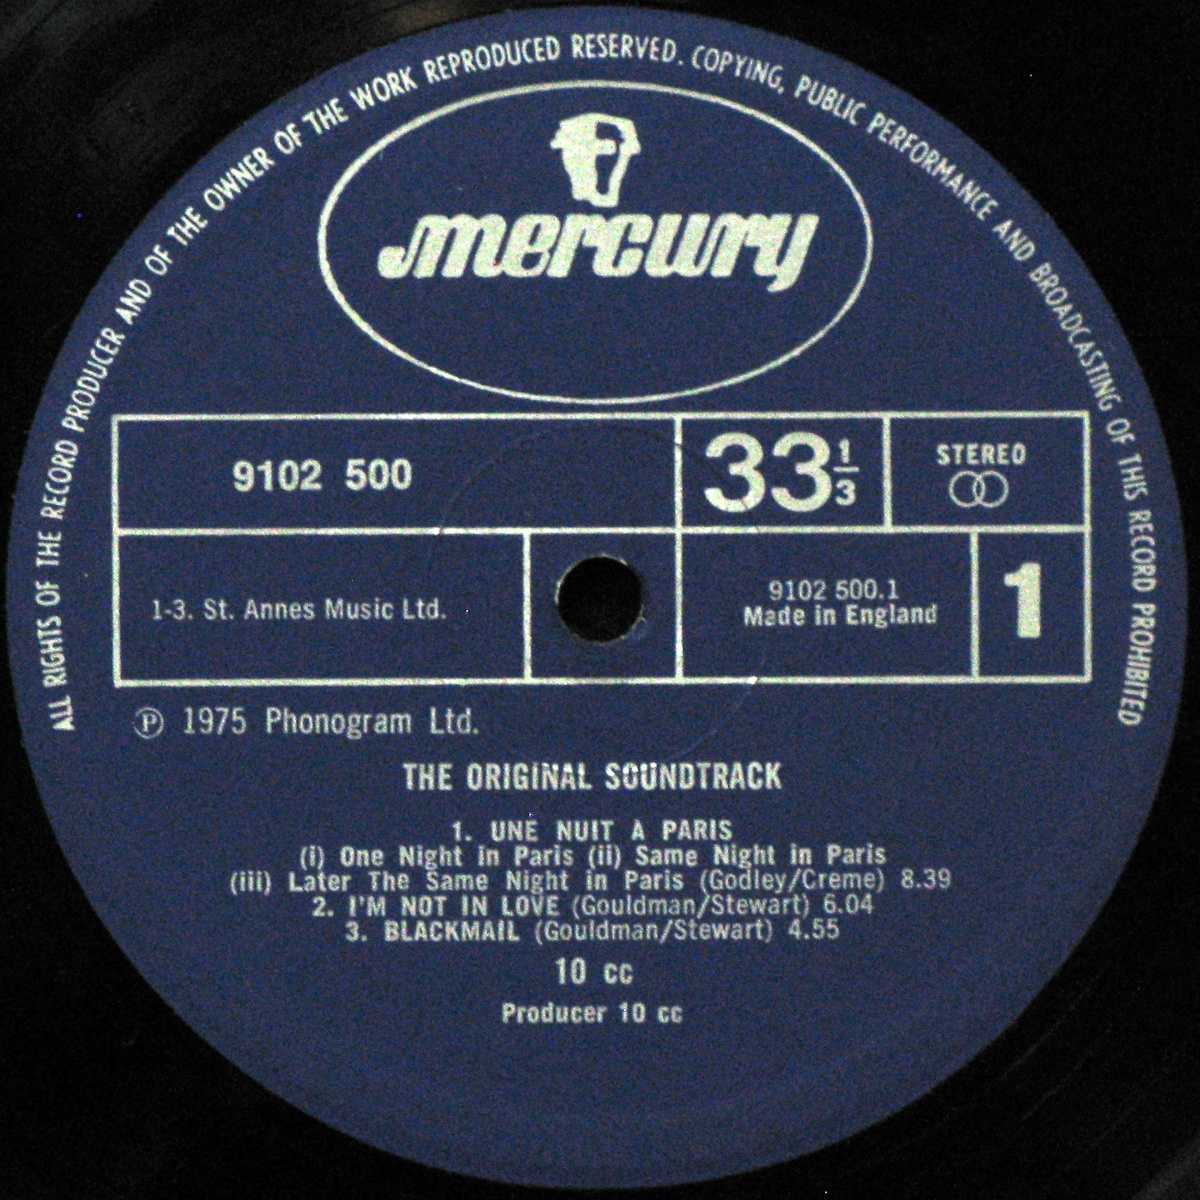 ALL RIGHTS OF THE RECORD PRODUCER AND OF THE OWNER OF THE WORK REPRODUCED RESERVED. COPYING, PUBLIC PERFORMANCE AND BROADCASTING OF THIS RECORD PROHIBITED
mercury
9102 500
33 1/3
STEREO
1-3. St. Annes Music Ltd.
9102 500.1
Made in England
1
℗ 1975 Phonogram Ltd.
THE ORIGINAL SOUNDTRACK
1. UNE NUIT A PARIS
(i) One Night in Paris (ii) Same Night in Paris
(iii) Later The Same Night in Paris (Godley/Creme) 8.39
2. I'M NOT IN LOVE (Gouldman/Stewart) 6.04
3. BLACKMAIL (Gouldman/Stewart) 4.55
10 cc
Producer 10 cc